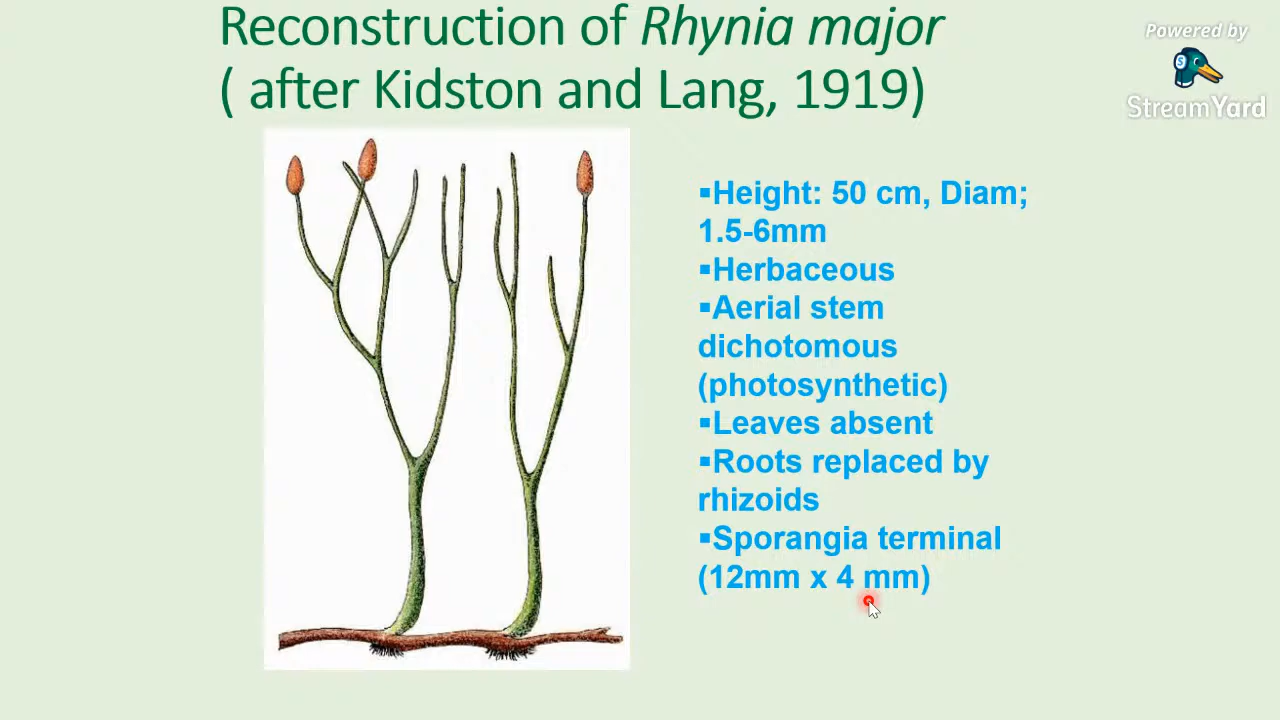 Reconstruction of Rhynia major
( after Kidston and Lang, 1919)
Powered by
StreamYard
▪Height: 50 cm, Diam;
1.5-6mm
▪Herbaceous
▪Aerial stem
dichotomous
(photosynthetic)
▪Leaves absent
▪Roots replaced by
rhizoids
▪Sporangia terminal
(12mm x 4 mm)